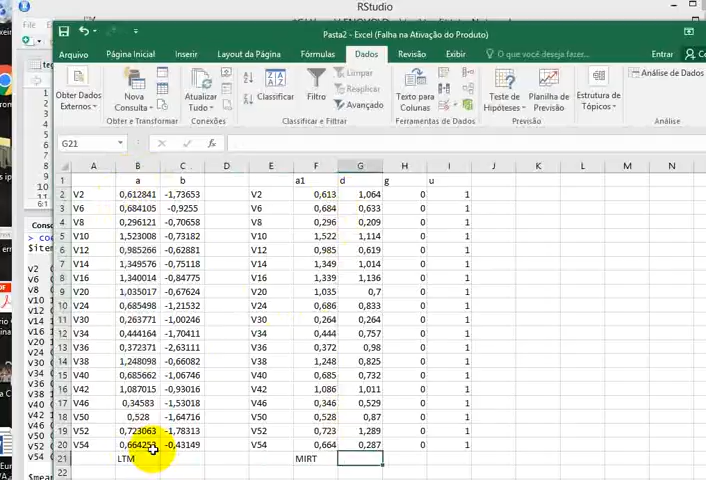 RStudio
Pasta2 - Excel (Falha na Ativação do Produto)
Arquivo Página Inicial Inserir Layout da Página Fórmulas Dados Revisão Exibir O que você deseja fazer... Entrar
Obter Dados Externos Nova Consulta Atualizar Tudo Classificar Filtro Limpar Reaplicar Avançado Texto para Colunas Teste de Hipóteses Planilha de Previsão Estrutura de Tópicos Análise de Dados
Obter e Transformar Conexões Classificar e Filtrar Ferramentas de Dados Previsão Análise
G21 fx
A B C D E F G H I J K L M N
1 a b a1 d g u
2 V2 0,612841 -1,73653 V2 0,613 1,064 0 1
3 V6 0,684105 -0,9255 V6 0,684 0,633 0 1
4 V8 0,296121 -0,70658 V8 0,296 0,209 0 1
5 V10 1,523008 -0,73182 V10 1,522 1,114 0 1
6 V12 0,985266 -0,62881 V12 0,985 0,619 0 1
7 V14 1,349576 -0,75118 V14 1,349 1,014 0 1
8 V16 1,340014 -0,84775 V16 1,339 1,136 0 1
9 V20 1,035017 -0,67624 V20 1,035 0,7 0 1
10 V24 0,685498 -1,21532 V24 0,686 0,833 0 1
11 V30 0,263771 -1,00246 V30 0,264 0,264 0 1
12 V34 0,444164 -1,70411 V34 0,444 0,757 0 1
13 V36 0,372371 -2,63111 V36 0,372 0,98 0 1
14 V38 1,248098 -0,66082 V38 1,248 0,825 0 1
15 V40 0,685662 -1,06746 V40 0,685 0,732 0 1
16 V42 1,087015 -0,93016 V42 1,086 1,011 0 1
17 V46 0,34583 -1,53018 V46 0,346 0,529 0 1
18 V50 0,528 -1,64716 V50 0,528 0,87 0 1
19 V52 0,723063 -1,78313 V52 0,723 1,289 0 1
20 V54 0,664253 -0,43149 V54 0,664 0,287 0 1
21 LTM MIRT
22